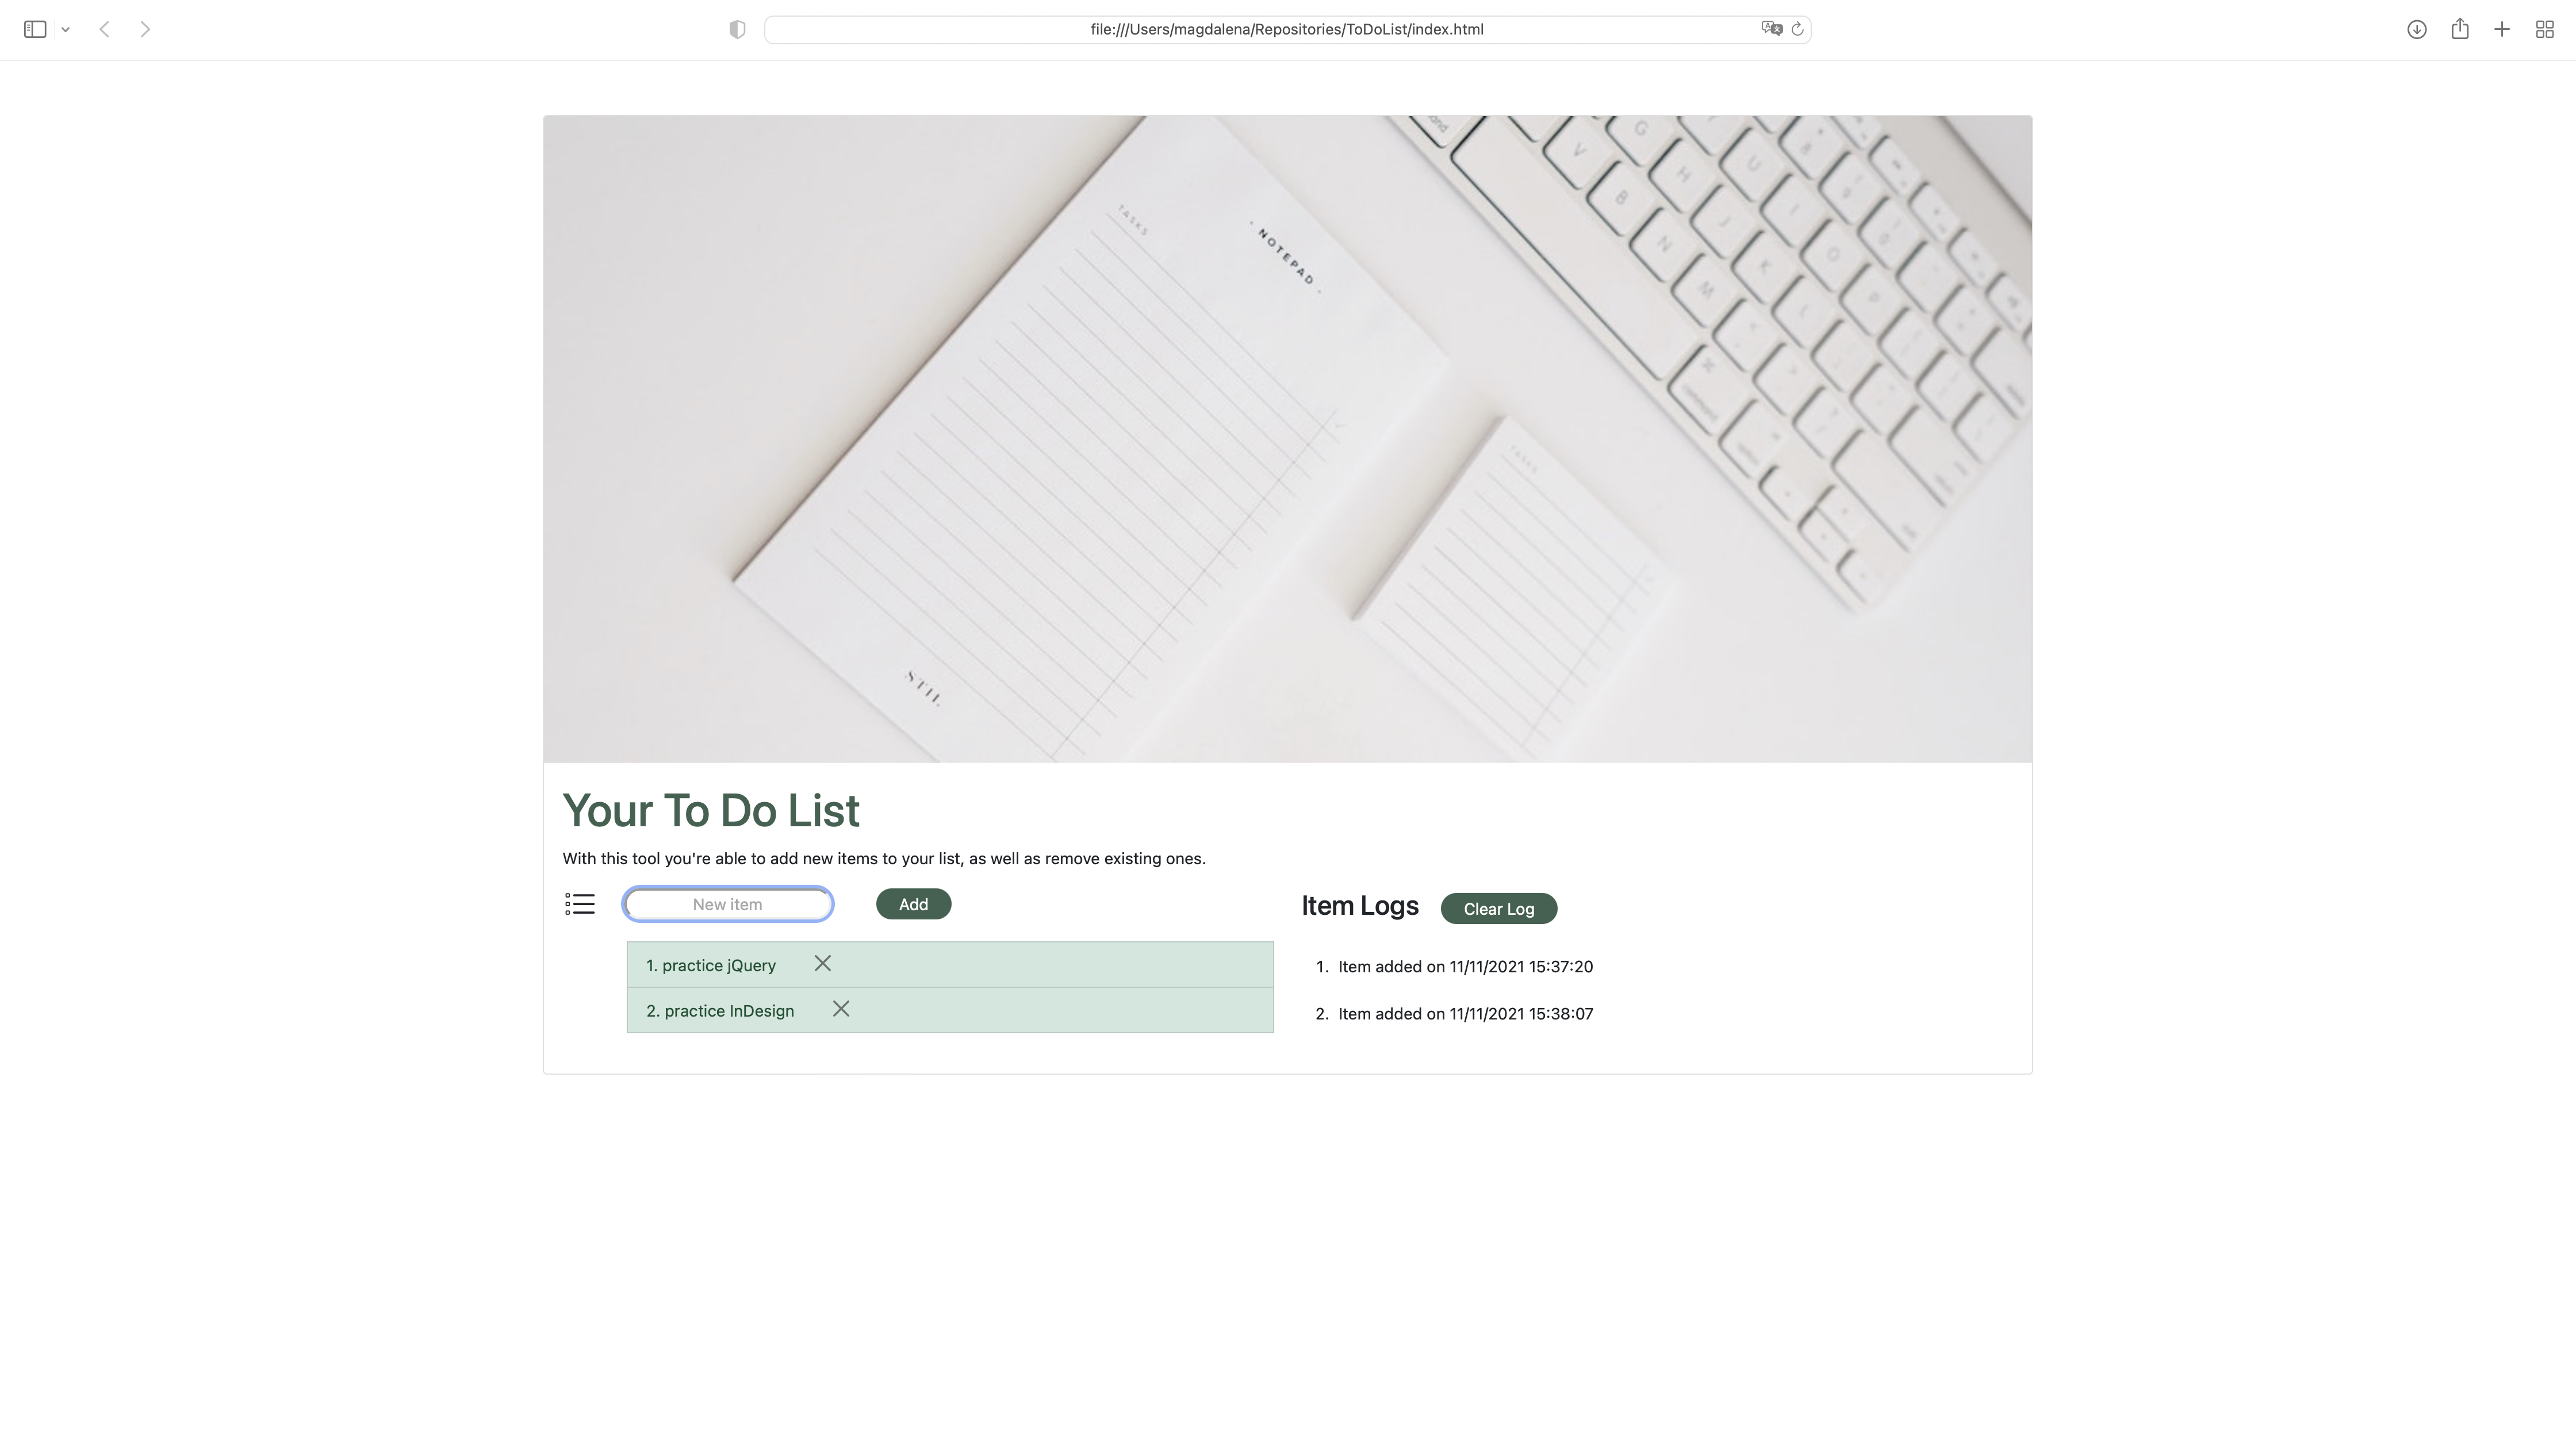 file:///Users/magdalena/Repositories/ToDoList/index.html
TASKS
· NOTEPAD ·
TASKS
STIL
G
V
U
H
B
J
I
N
K
O
M
L
P
command
Your To Do List
With this tool you're able to add new items to your list, as well as remove existing ones.
New item
Add
Item Logs
Clear Log
1. practice jQuery
2. practice InDesign
1. Item added on 11/11/2021 15:37:20
2. Item added on 11/11/2021 15:38:07